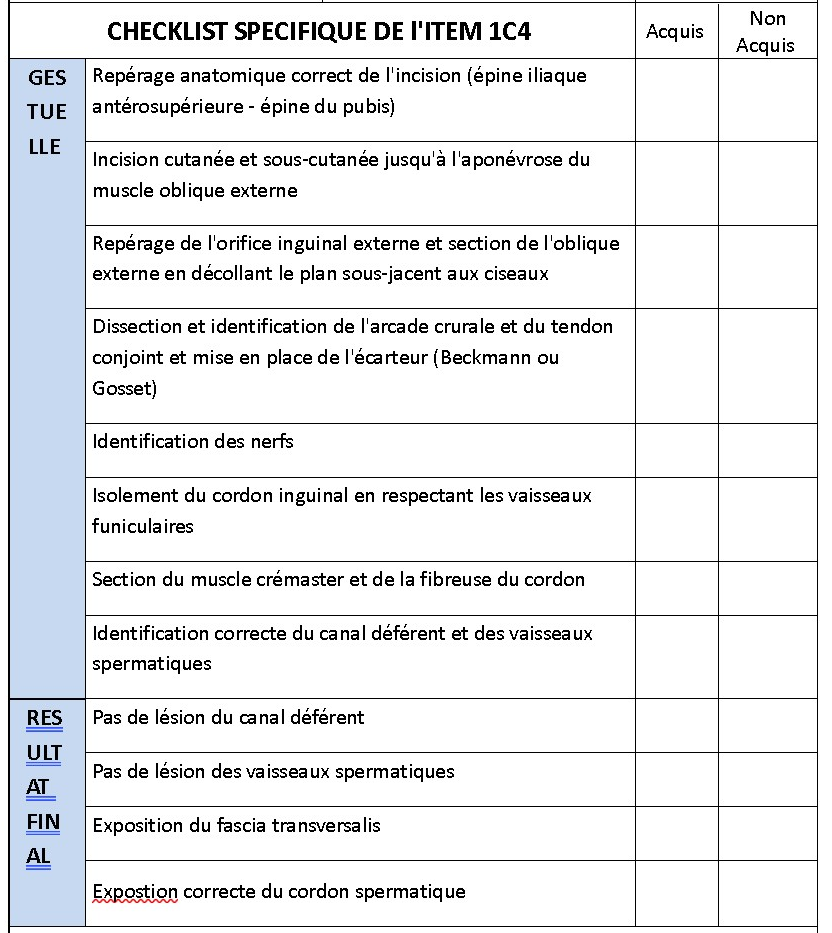 CHECKLIST SPECIFIQUE DE l'ITEM 1C4
Acquis
Non
Acquis
GES
TUE
LLE
Repérage anatomique correct de l'incision (épine iliaque
antérosupérieure - épine du pubis)
Incision cutanée et sous-cutanée jusqu'à l'aponévrose du
muscle oblique externe
Repérage de l'orifice inguinal externe et section de l'oblique
externe en décollant le plan sous-jacent aux ciseaux
Dissection et identification de l'arcade crurale et du tendon
conjoint et mise en place de l'écarteur (Beckmann ou
Gosset)
Identification des nerfs
Isolement du cordon inguinal en respectant les vaisseaux
funiculaires
Section du muscle crémaster et de la fibreuse du cordon
Identification correcte du canal déférent et des vaisseaux
spermatiques
RES
ULT
AT
FIN
AL
Pas de lésion du canal déférent
Pas de lésion des vaisseaux spermatiques
Exposition du fascia transversalis
Expostion correcte du cordon spermatique